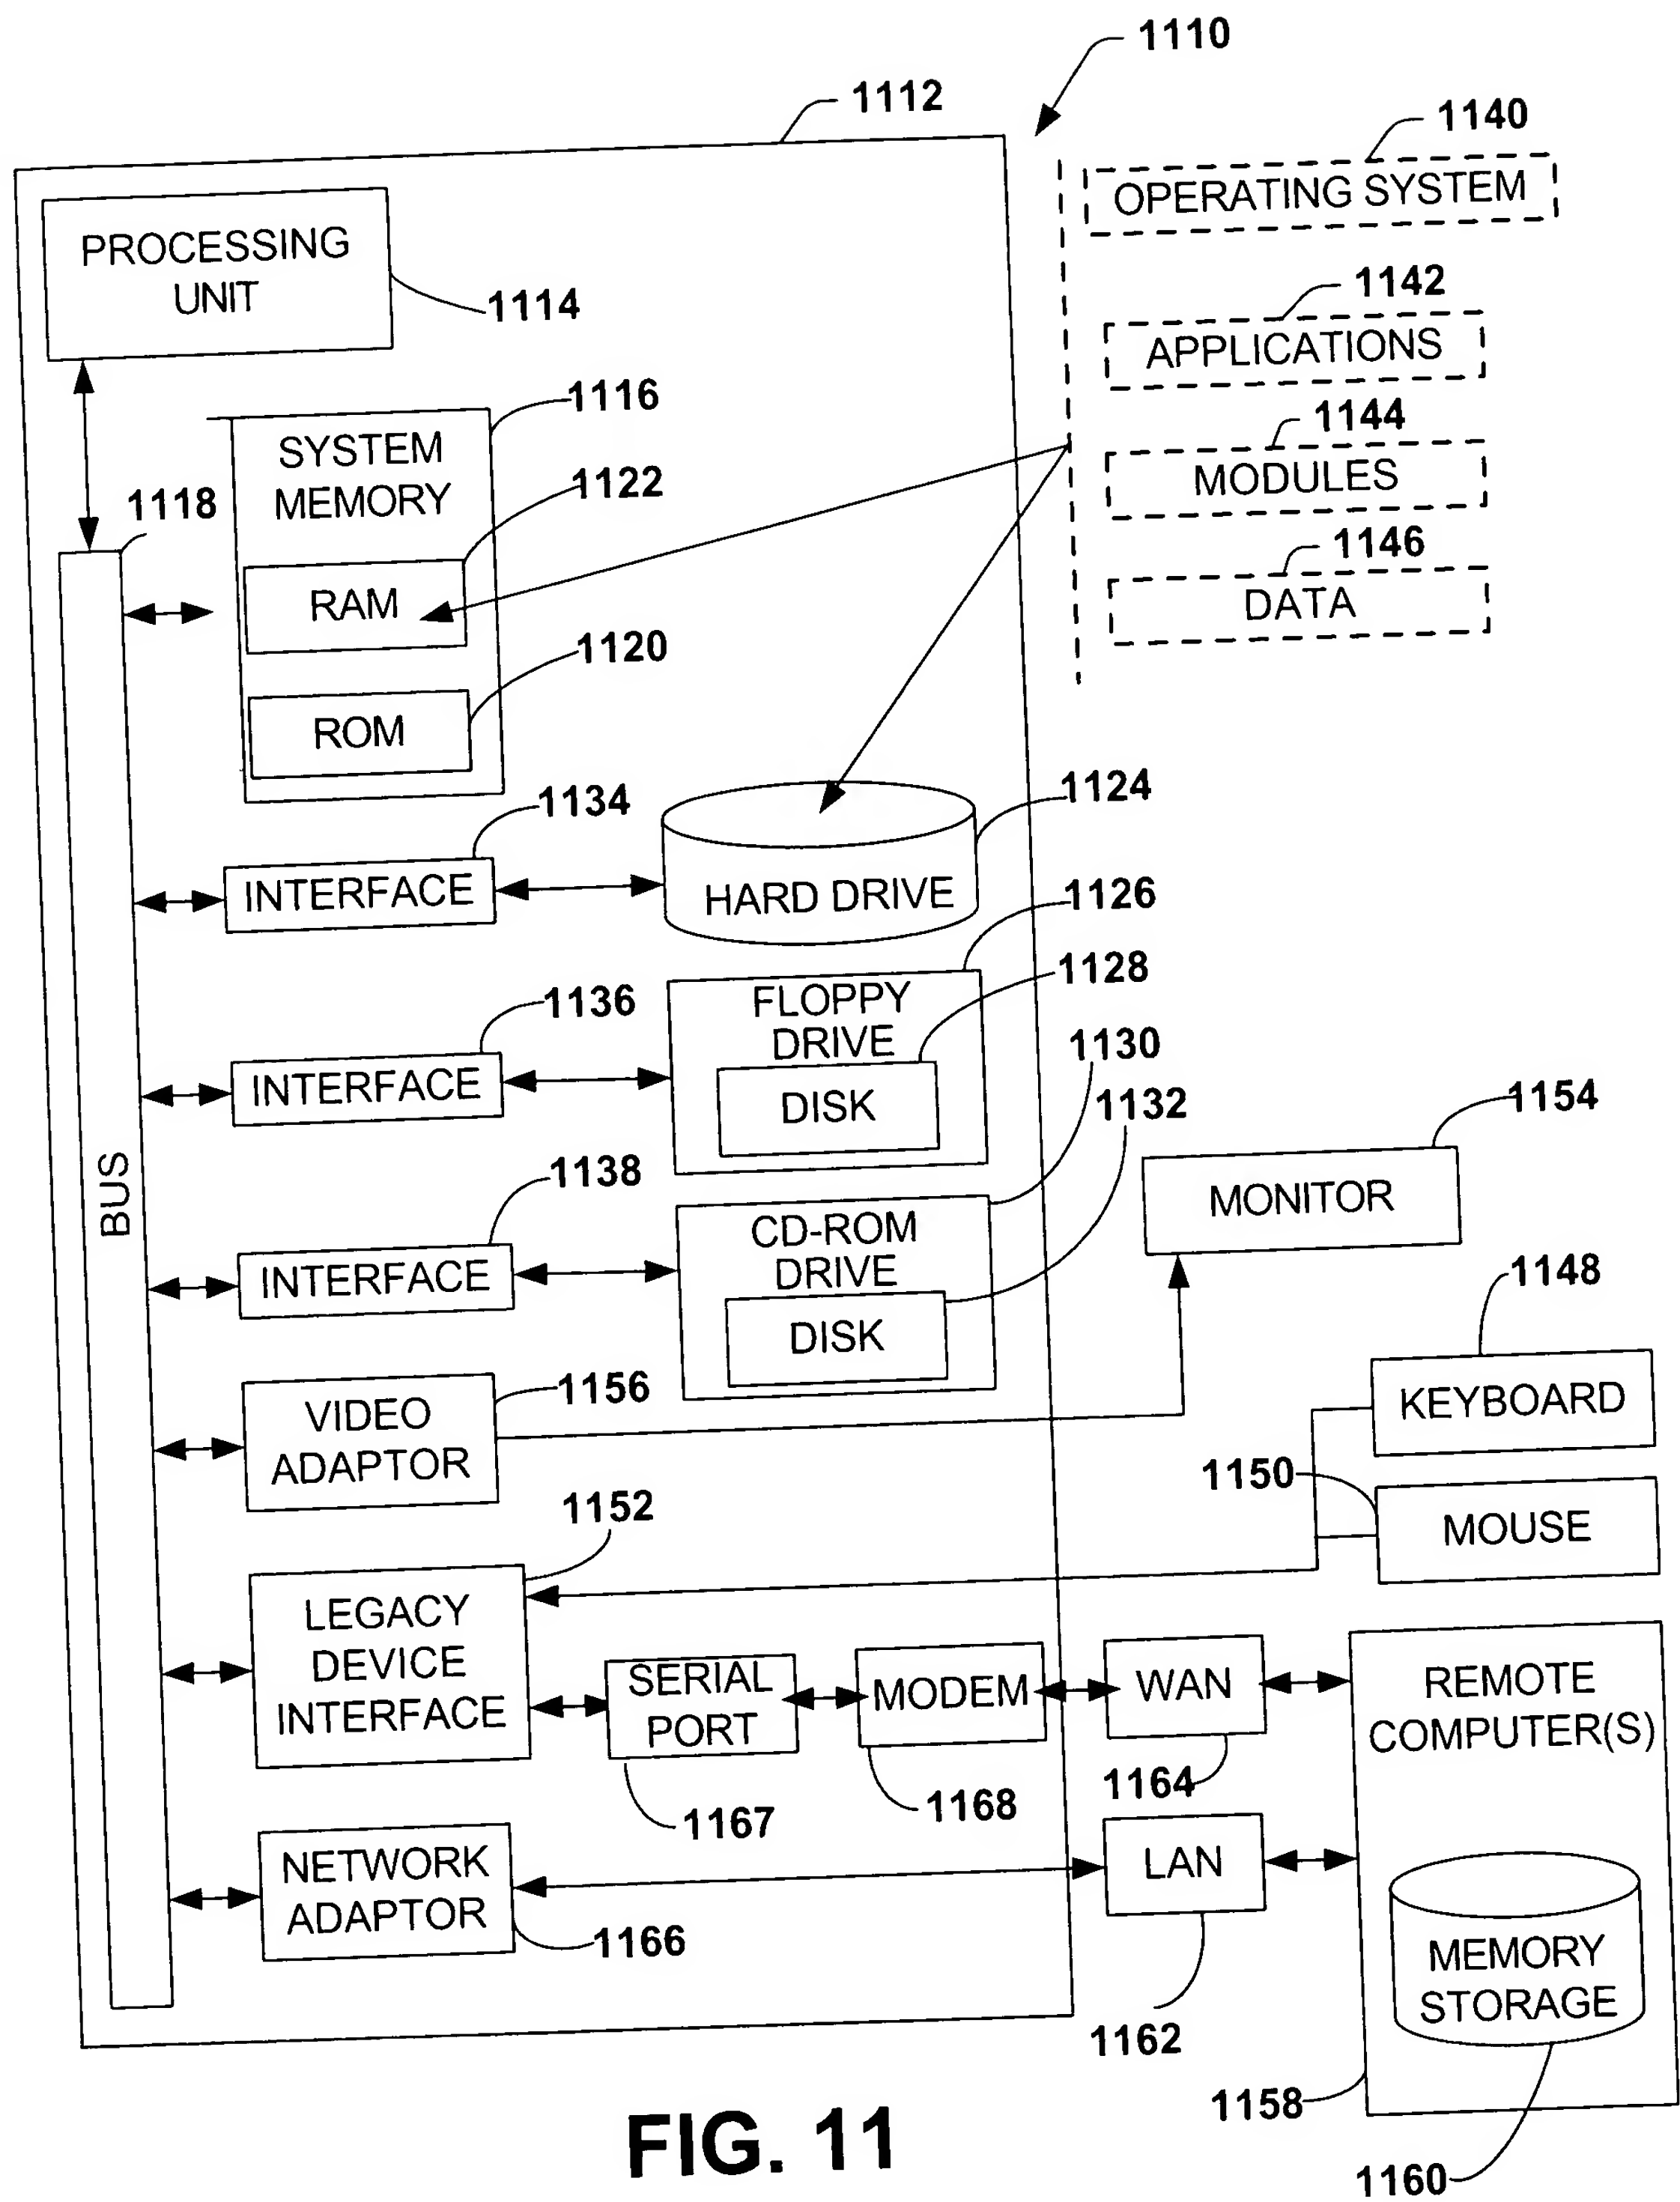 1110
1112
1140
OPERATING SYSTEM
PROCESSING
UNIT
1114
1142
APPLICATIONS
1116
SYSTEM
MEMORY
1144
MODULES
1122
1118
1146
DATA
RAM
1120
ROM
1134
1124
INTERFACE
HARD DRIVE
1126
1128
1136
FLOPPY
DRIVE
1130
INTERFACE
DISK
1132
1154
BUS
1138
MONITOR
CD-ROM
DRIVE
INTERFACE
1148
DISK
1156
VIDEO
ADAPTOR
KEYBOARD
1150
1152
MOUSE
LEGACY
DEVICE
INTERFACE
SERIAL
PORT
MODEM
WAN
REMOTE
COMPUTER(S)
1164
1168
1167
NETWORK
ADAPTOR
LAN
1166
MEMORY
STORAGE
1162
1158
FIG. 11
1160